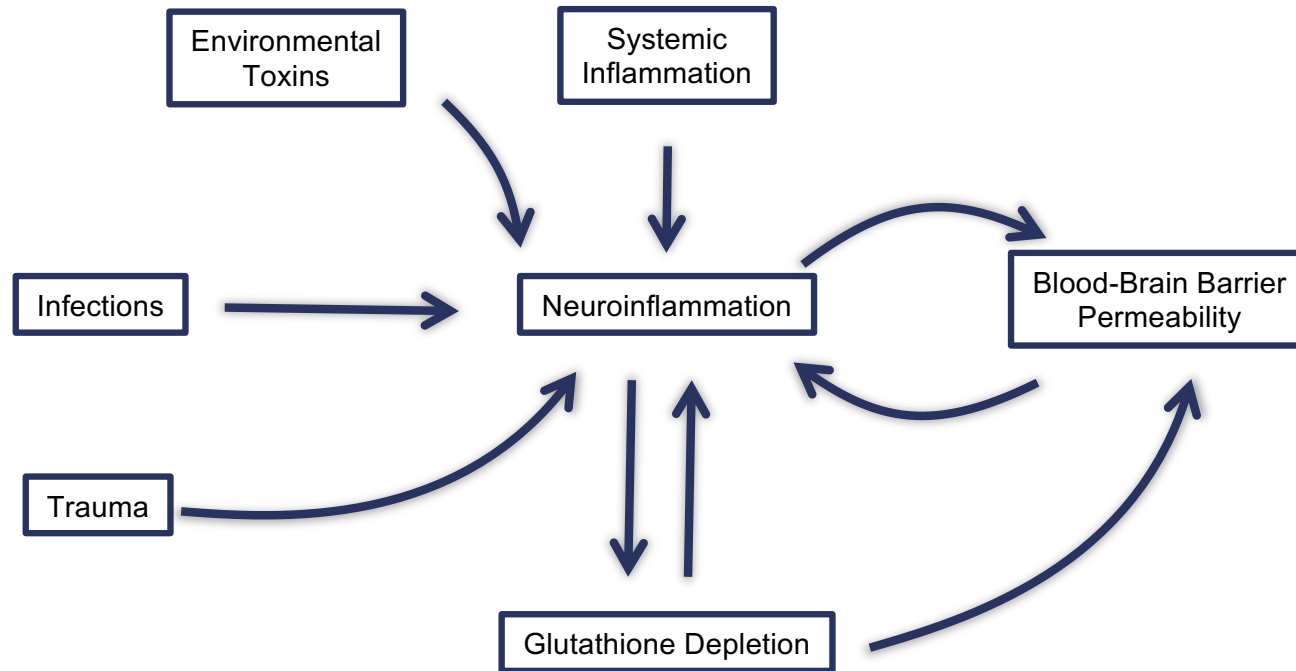 Environmental
Toxins
Systemic
Inflammation
Infections
Neuroinflammation
Blood-Brain Barrier
Permeability
Trauma
Glutathione Depletion